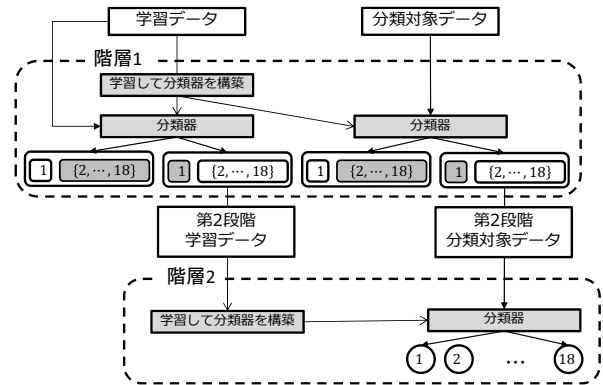 学習データ
分類対象データ
階層1
学習して分類器を構築
分類器
分類器
1
{2,⋯,18}
1
{2,⋯,18}
1
{2,⋯,18}
1
{2,⋯,18}
第2段階
学習データ
第2段階
分類対象データ
階層2
学習して分類器を構築
分類器
1
2
…
18